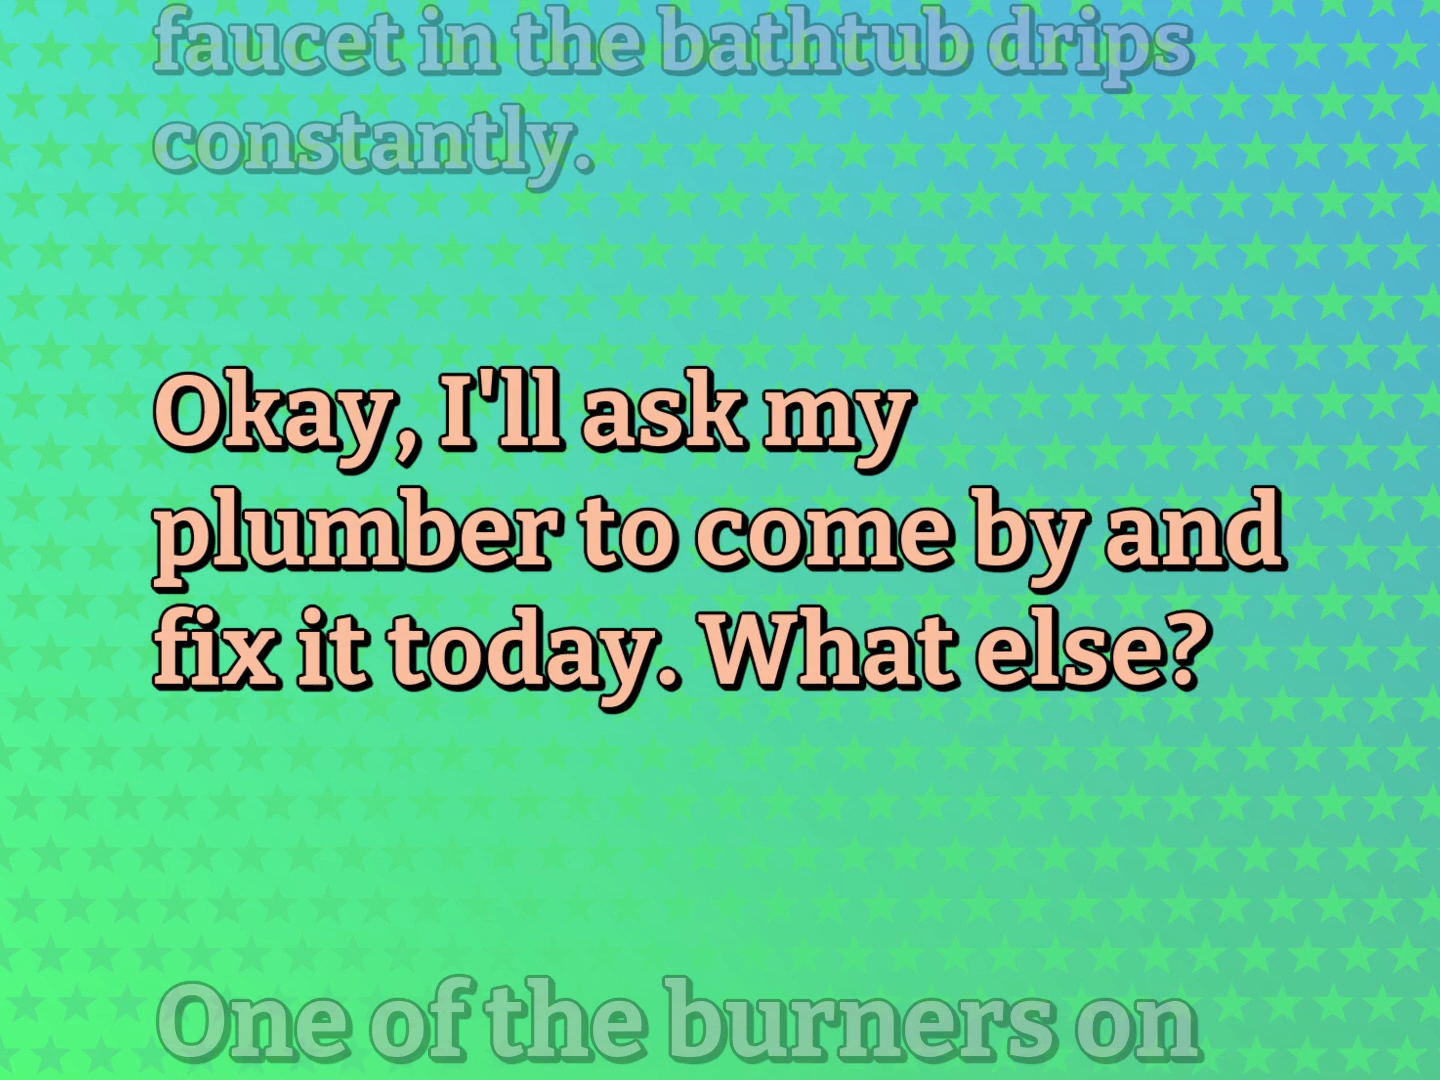 faucet in the bathtub drips
constantly.
Okay, I'll ask my
plumber to come by and
fix it today. What else?
One of the burners on